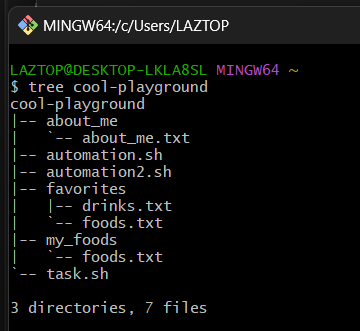 MINGW64:/c/Users/LAZTOP
LAZTOP@DESKTOP-LKLA8SL MINGW64 ~
$ tree cool-playground
cool-playground
|-- about_me
|   `-- about_me.txt
|-- automation.sh
|-- automation2.sh
|-- favorites
|   |-- drinks.txt
|   `-- foods.txt
|-- my_foods
|   `-- foods.txt
`-- task.sh
3 directories, 7 files